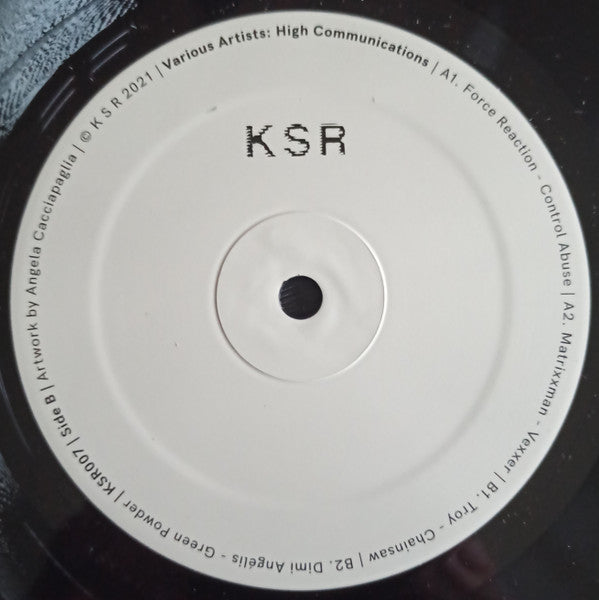 KSR
KSR007 | Side B | Artwork by Angela Cacciapaglia | © K S R 2021 | Various Artists: High Communications | A1. Force Reaction - Control Abuse | A2. Matrixxman - Vexxer | B1. Troy - Chainsaw | B2. Dimi Angélis - Green Powder |